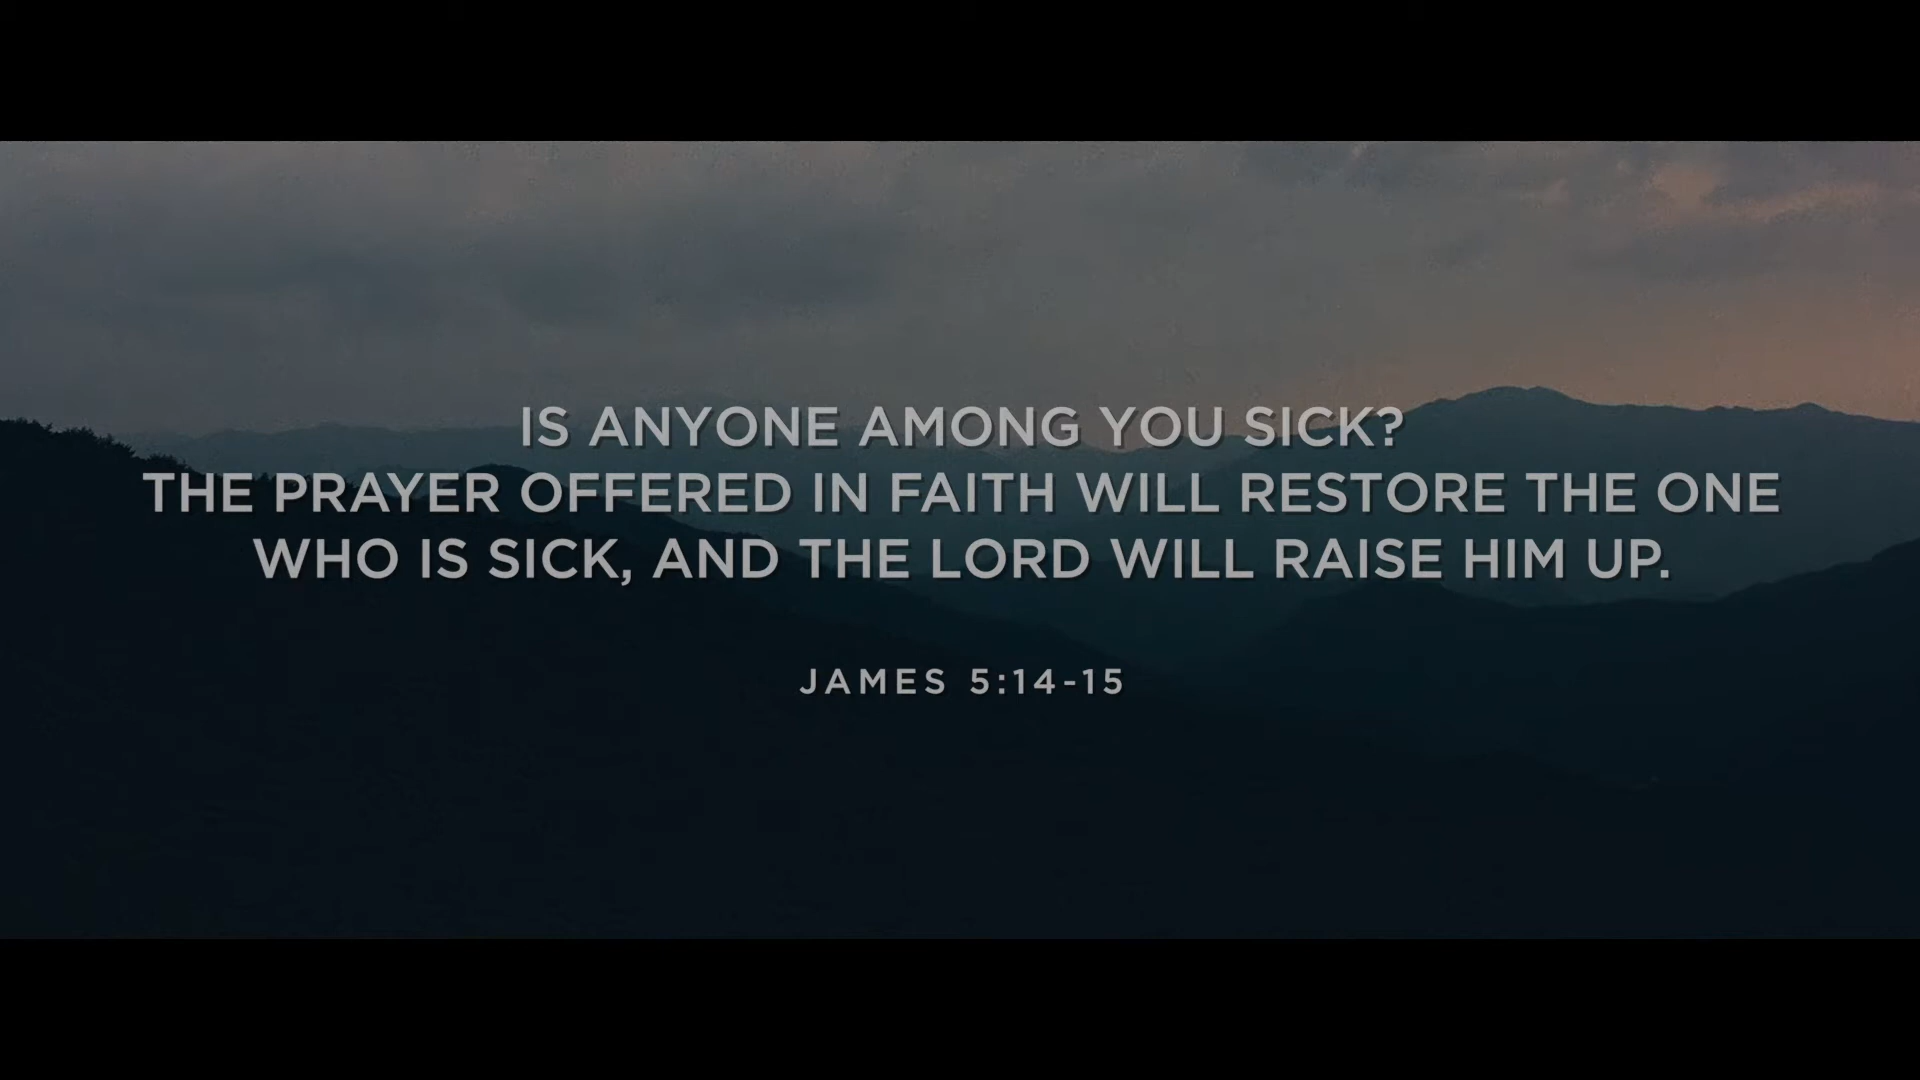 IS ANYONE AMONG YOU SICK?
THE PRAYER OFFERED IN FAITH WILL RESTORE THE ONE
WHO IS SICK, AND THE LORD WILL RAISE HIM UP.
JAMES 5:14-15